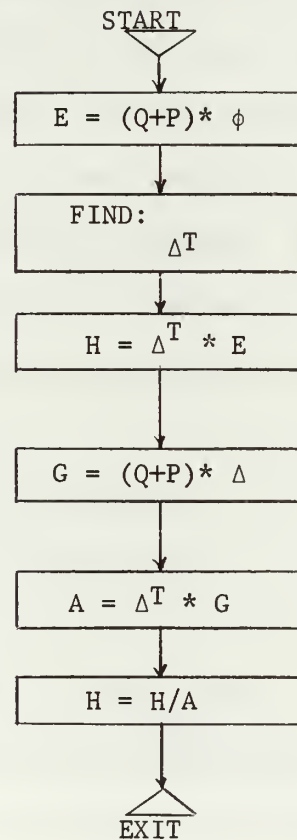 START
E = (Q+P)* ϕ
FIND:
Δᵀ
H = Δᵀ * E
G = (Q+P)* Δ
A = Δᵀ * G
H = H/A
EXIT